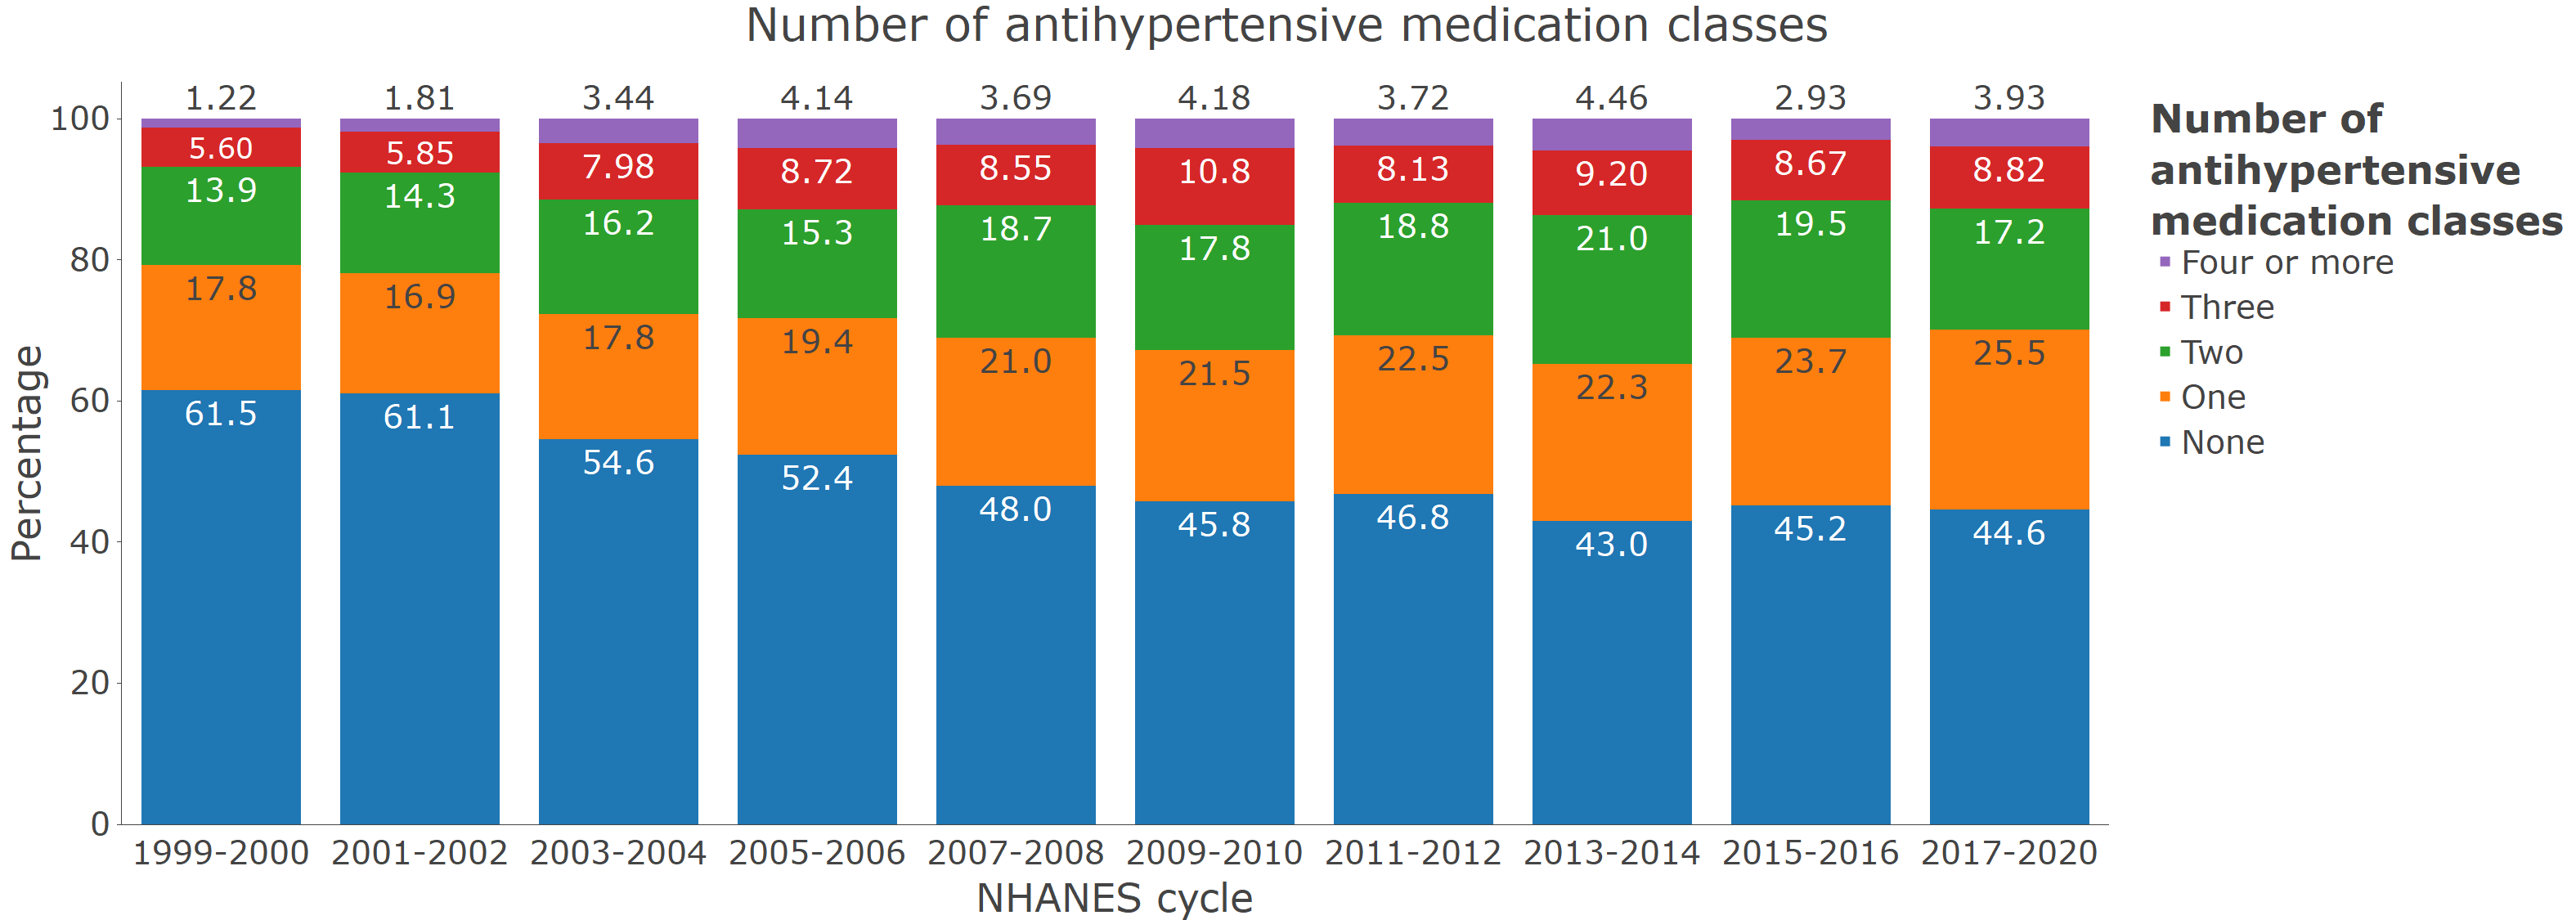 Number of antihypertensive medication classes
1.22 1.81 3.44 4.14 3.69 4.18 3.72 4.46 2.93 3.93
100
5.60 5.85 7.98 8.72 8.55 10.8 8.13 9.20 8.67 8.82
13.9 14.3 16.2 15.3 18.7 17.8 18.8 21.0 19.5 17.2
80
17.8 16.9 17.8 19.4 21.0 21.5 22.5 22.3 23.7 25.5
60
61.5 61.1 54.6 52.4 48.0 45.8 46.8 43.0 45.2 44.6
40
20
0
Percentage
1999-2000 2001-2002 2003-2004 2005-2006 2007-2008 2009-2010 2011-2012 2013-2014 2015-2016 2017-2020
NHANES cycle
Number of
antihypertensive
medication classes
Four or more
Three
Two
One
None